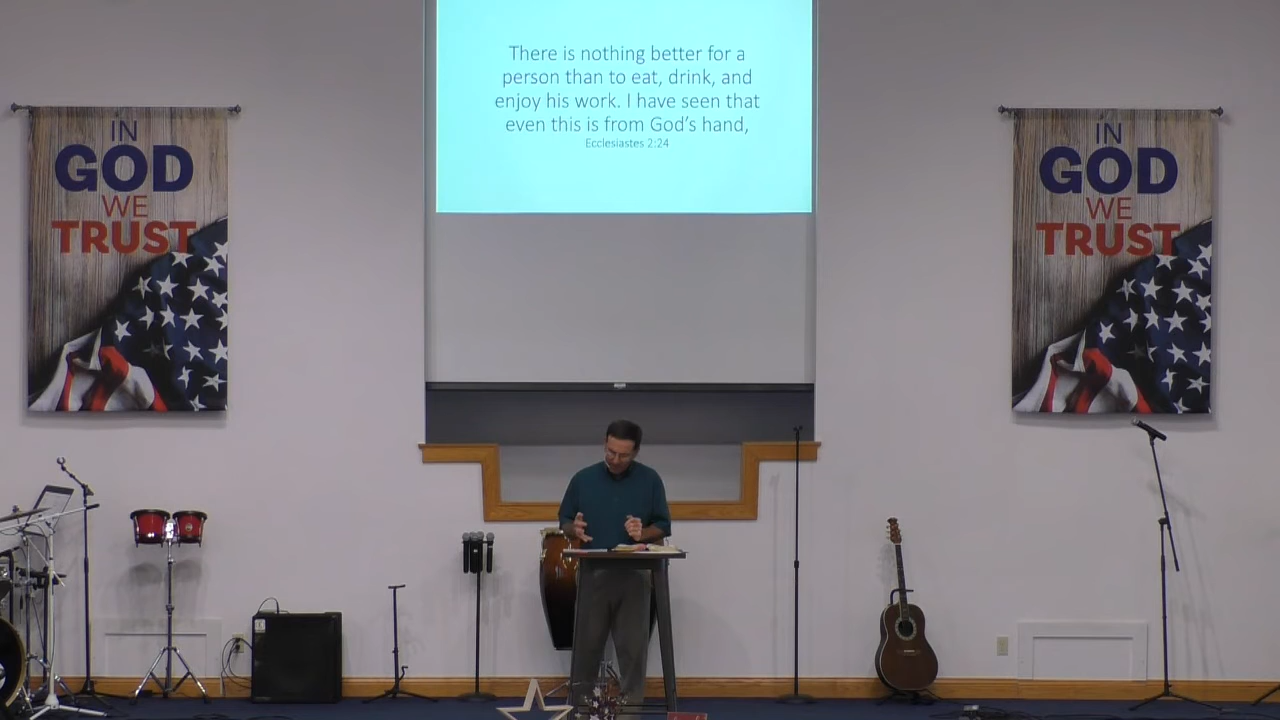 There is nothing better for a
person than to eat, drink, and
enjoy his work. I have seen that
even this is from God's hand,
Ecclesiastes 2:24
IN
GOD
WE
TRUST
IN
GOD
WE
TRUST